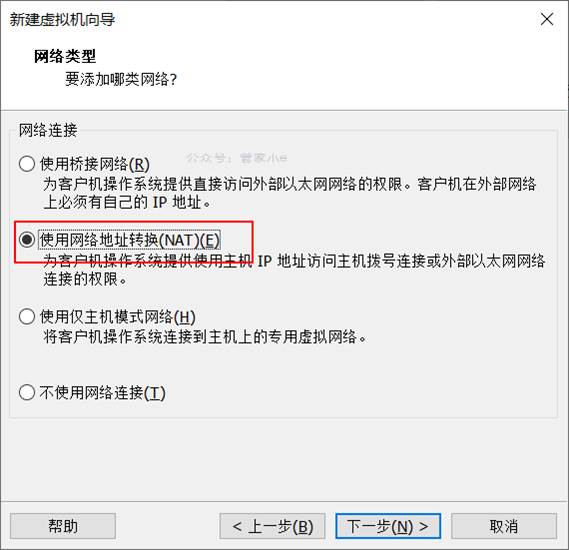 新建虚拟机向导
网络类型
要添加哪类网络?
网络连接
公众号：曾家小e
使用桥接网络(R)
为客户机操作系统提供直接访问外部以太网网络的权限。客户机在外部网络
上必须有自己的 IP 地址。
使用网络地址转换(NAT)(E)
为客户机操作系统提供使用主机 IP 地址访问主机拨号连接或外部以太网网络
连接的权限。
使用仅主机模式网络(H)
将客户机操作系统连接到主机上的专用虚拟网络。
不使用网络连接(T)
帮助
< 上一步(B)
下一步(N) >
取消